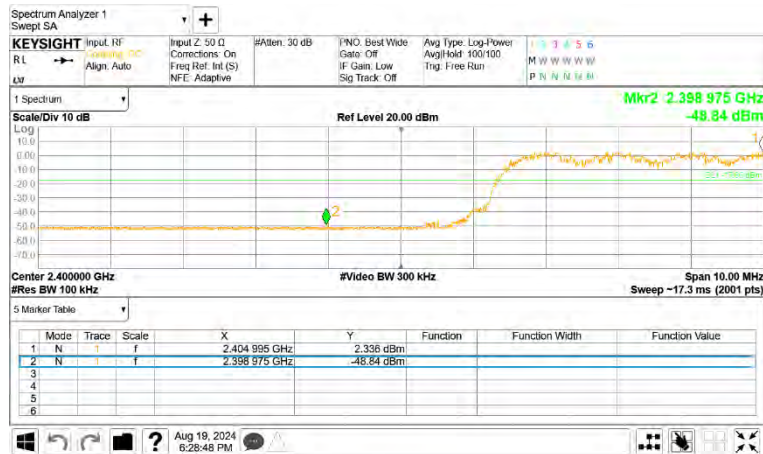 Spectrum Analyzer 1
Swept SA
KEYSIGHT Input: RF Input Z: 50 Ω #Atten: 30 dB PNO: Best Wide Avg Type: Log-Power 1 2 3 4 5 6
RL Coupling: DC Corrections: On Gate: Off Avg|Hold: 100/100 M W W W W W
Align: Auto Freq Ref: Int (S) IF Gain: Low Trig: Free Run
NFE: Adaptive Sig Track: Off P N N N N N
1 Spectrum
Mkr2 2.398 975 GHz
Scale/Div 10 dB Ref Level 20.00 dBm -48.84 dBm
Log
10.0
0.00
-10.0
-20.0
-30.0
-40.0
-50.0
-60.0
-70.0
1
2
Center 2.400000 GHz #Video BW 300 kHz Span 10.00 MHz
#Res BW 100 kHz Sweep ~17.3 ms (2001 pts)
5 Marker Table
Mode Trace Scale X Y Function Function Width Function Value
1 N 1 f 2.404 995 GHz 2.336 dBm
2 N 1 f 2.398 975 GHz -48.84 dBm
3
4
5
6
? Aug 19, 2024
6:28:48 PM